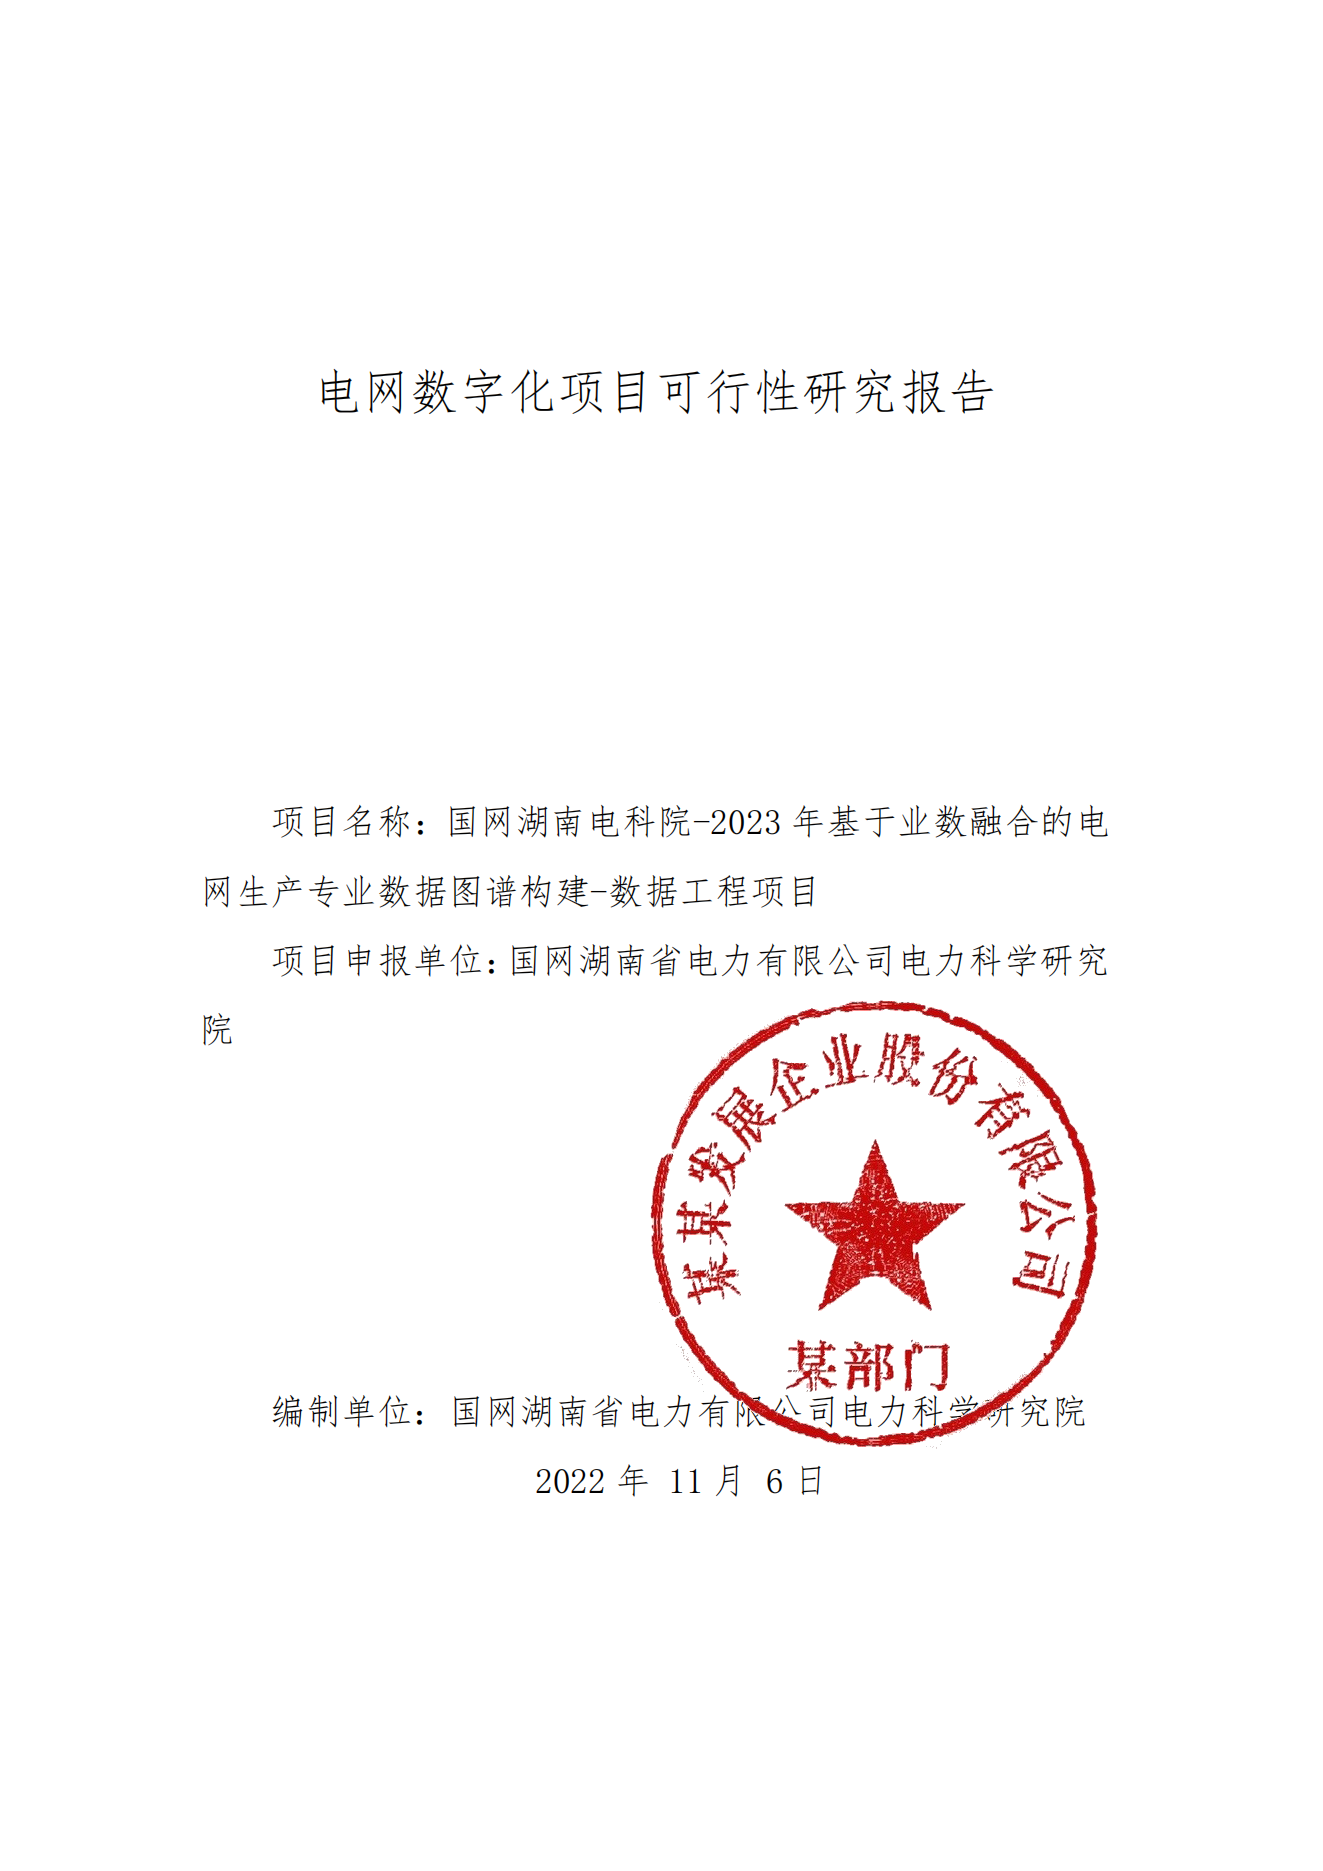 电网数字化项目可行性研究报告
项目名称：国网湖南电科院-2023 年基于业数融合的电
网生产专业数据图谱构建-数据工程项目
项目申报单位：国网湖南省电力有限公司电力科学研究
院
某某发展企业股份有限公司
某部门
编制单位：国网湖南省电力有限公司电力科学研究院
2022 年 11 月 6 日